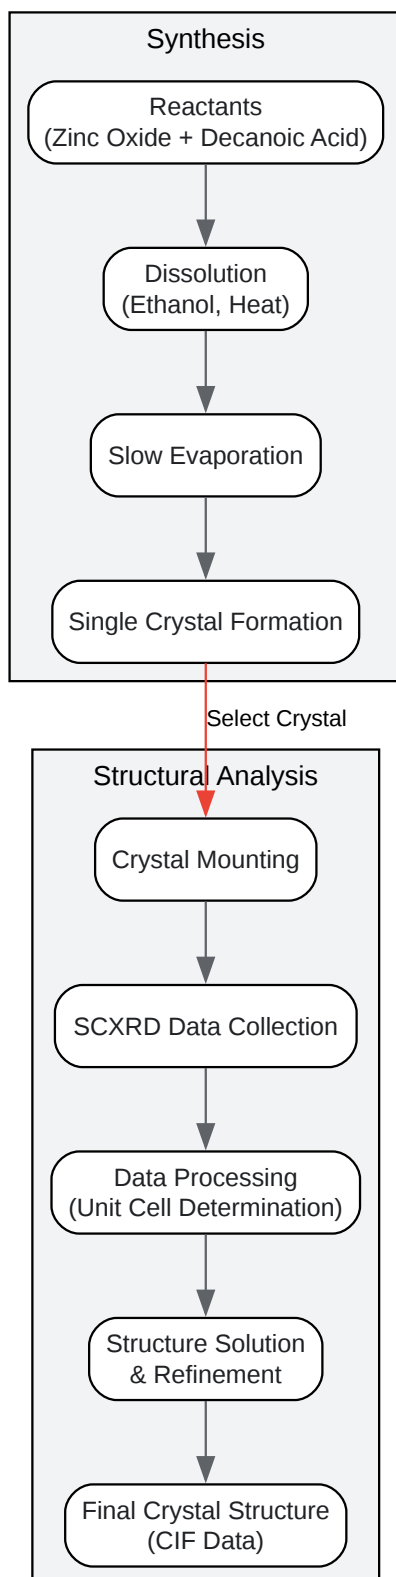 Synthesis
Reactants
(Zinc Oxide + Decanoic Acid)
Dissolution
(Ethanol, Heat)
Slow Evaporation
Single Crystal Formation
Select Crystal
Structural Analysis
Crystal Mounting
SCXRD Data Collection
Data Processing
(Unit Cell Determination)
Structure Solution
& Refinement
Final Crystal Structure
(CIF Data)